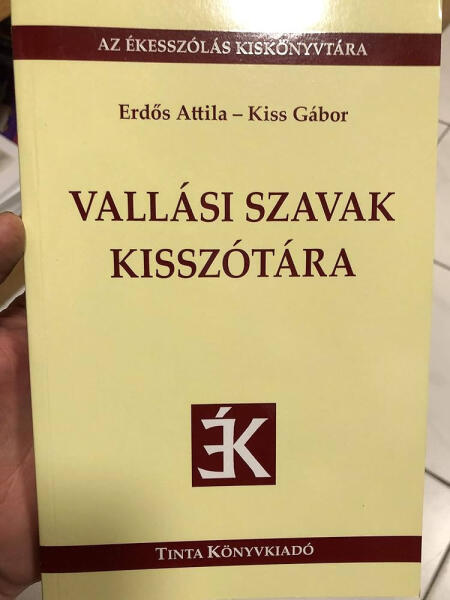 AZ ÉKESSZÓLÁS KISKÖNYVTÁRA
Erdős Attila – Kiss Gábor
VALLÁSI SZAVAK
KISSZÓTÁRA
ÉK
TINTA KÖNYVKIADÓ